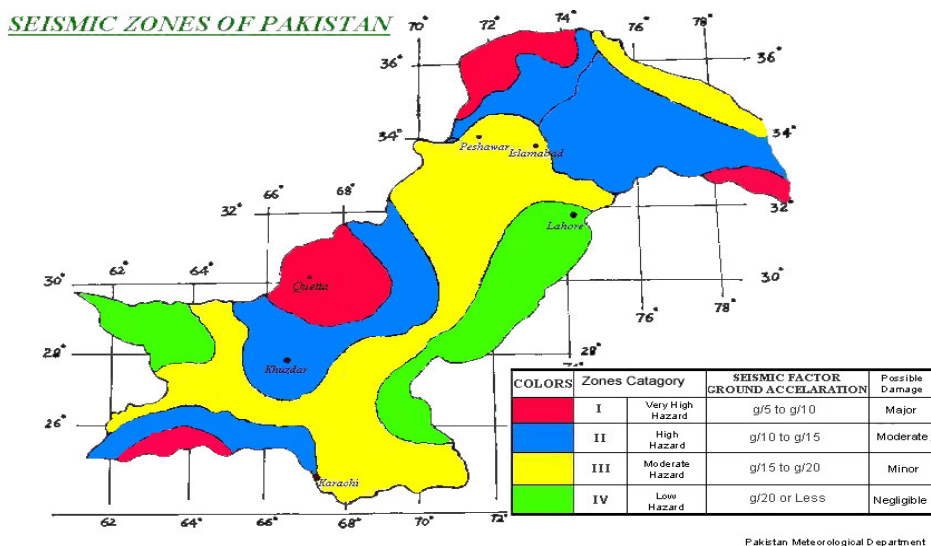 SEISMIC ZONES OF PAKISTAN
70° 72° 74° 76° 78°
36° 36°
34° 34°
Peshawar
Islamabad
66° 68°
32° 32°
Lahore
62° 64°
30° 30°
Quetta
76° 78°
28° 28°
Khuzdar
26°
Karachi
24°
62 64° 66° 68° 70 72°
COLORS Zones Catagory SEISMIC FACTOR GROUND ACCELARATION Possible Damage
I Very High Hazard g/5 to g/10 Major
II High Hazard g/10 to g/15 Moderate
III Moderate Hazard g/15 to g/20 Minor
IV Low Hazard g/20 or Less Negligible
Pakistan Meteorological Department